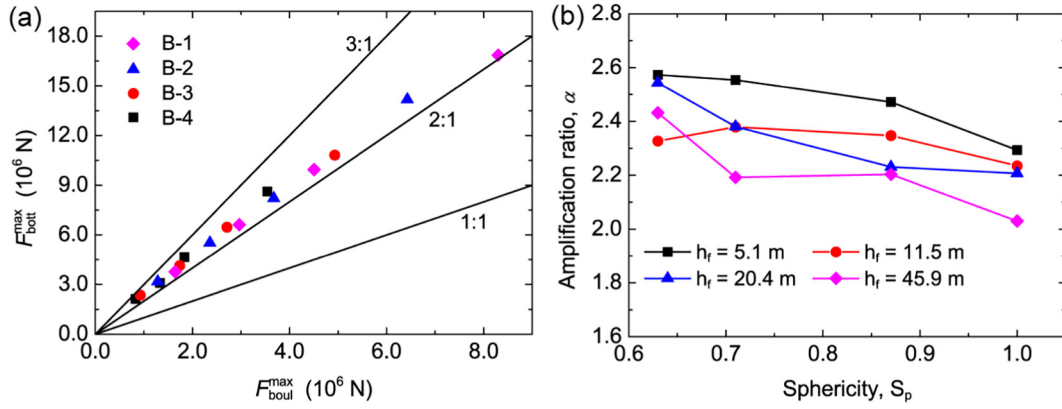 (a)
18.0
15.0
12.0
9.0
6.0
3.0
0.0
F_bott^max (10^6 N)
B-1
B-2
B-3
B-4
3:1
2:1
1:1
0.0 2.0 4.0 6.0 8.0
F_boul^max (10^6 N)
(b)
2.8
2.6
2.4
2.2
2.0
1.8
1.6
Amplification ratio, α
h_f = 5.1 m h_f = 11.5 m
h_f = 20.4 m h_f = 45.9 m
0.6 0.7 0.8 0.9 1.0
Sphericity, S_p